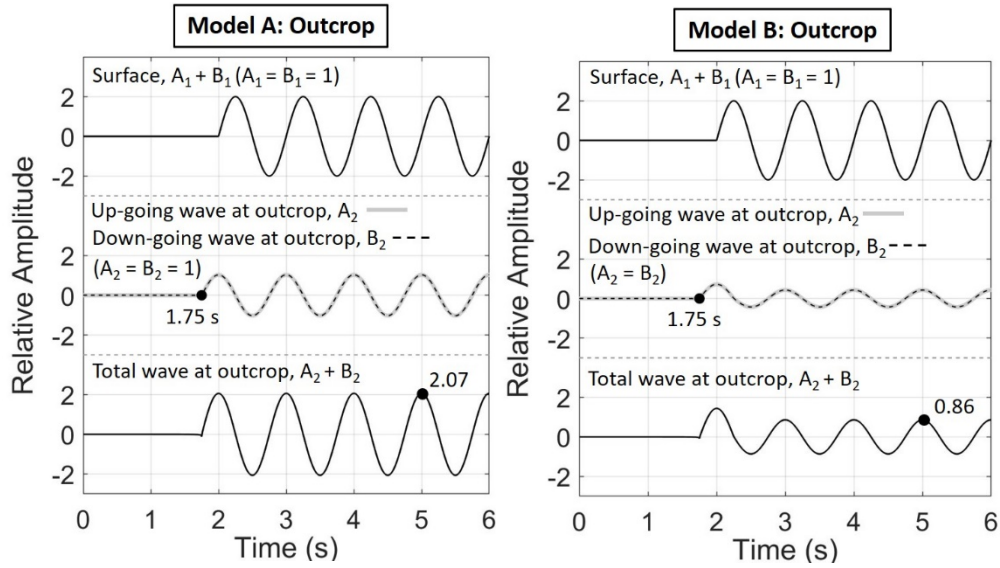 Model A: Outcrop
Surface, A₁ + B₁ (A₁ = B₁ = 1)
2
0
-2
Up-going wave at outcrop, A₂
Down-going wave at outcrop, B₂
(A₂ = B₂ = 1)
2
0
-2
1.75 s
Total wave at outcrop, A₂ + B₂
2.07
2
0
-2
0 1 2 3 4 5 6
Time (s)
Relative Amplitude
Model B: Outcrop
Surface, A₁ + B₁ (A₁ = B₁ = 1)
2
0
-2
Up-going wave at outcrop, A₂
Down-going wave at outcrop, B₂
(A₂ = B₂)
2
0
-2
1.75 s
Total wave at outcrop, A₂ + B₂
0.86
2
0
-2
0 1 2 3 4 5 6
Time (s)
Relative Amplitude